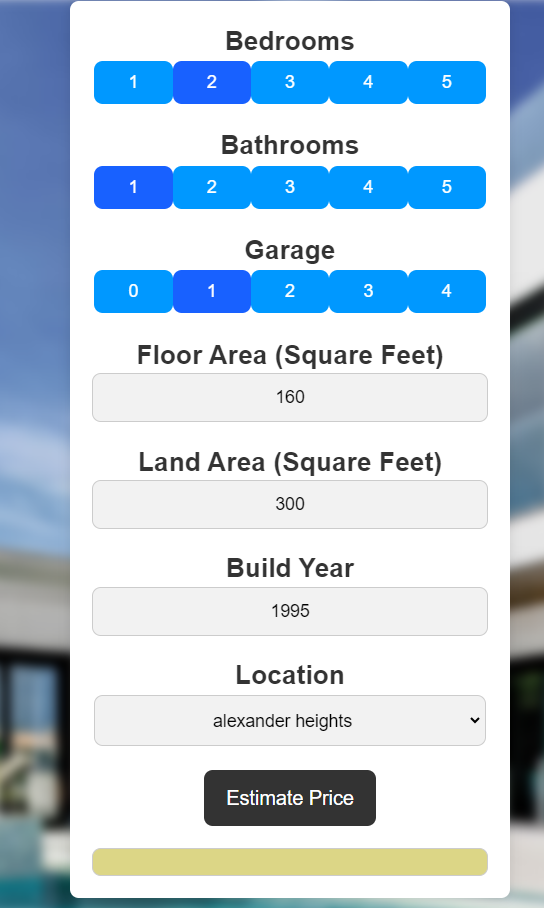 Bedrooms
1 2 3 4 5
Bathrooms
1 2 3 4 5
Garage
0 1 2 3 4
Floor Area (Square Feet)
160
Land Area (Square Feet)
300
Build Year
1995
Location
alexander heights
Estimate Price